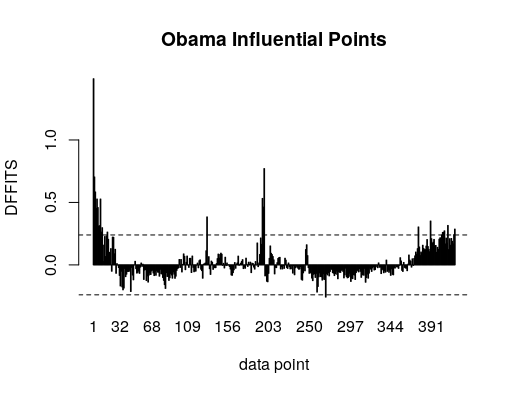 Obama Influential Points
DFFITS
1.0
0.5
0.0
1 32 68 109 156 203 250 297 344 391
data point